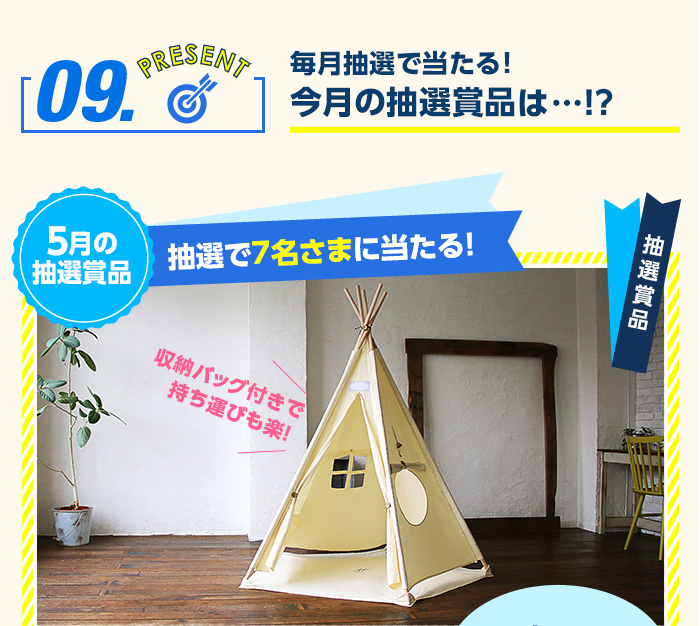 09.
PRESENT
毎月抽選で当たる!
今月の抽選賞品は…!?
5月の
抽選賞品
抽選で7名さまに当たる!
抽選賞品
収納バッグ付きで
持ち運びも楽!